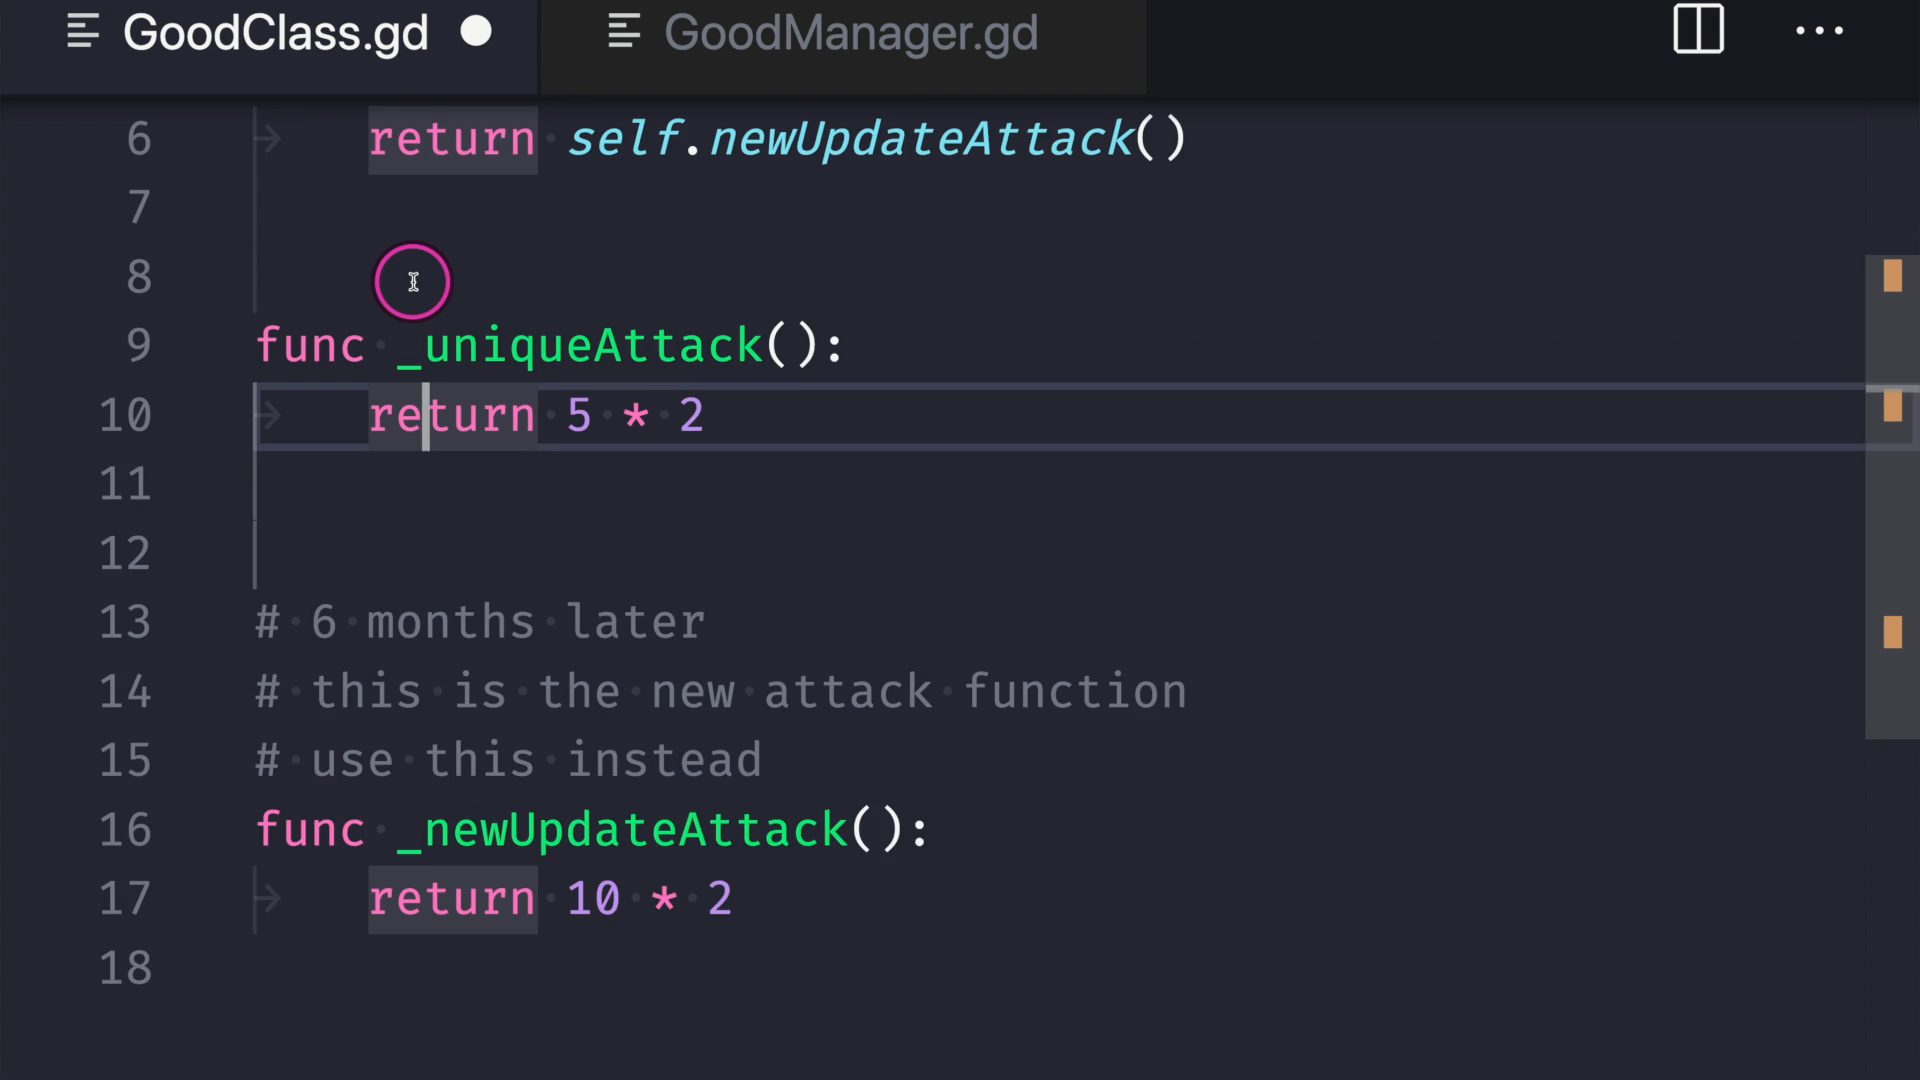 GoodClass.gd GoodManager.gd
6 return self.newUpdateAttack()
7
8
9 func _uniqueAttack():
10 return 5 * 2
11
12
13 # 6 months later
14 # this is the new attack function
15 # use this instead
16 func _newUpdateAttack():
17 return 10 * 2
18